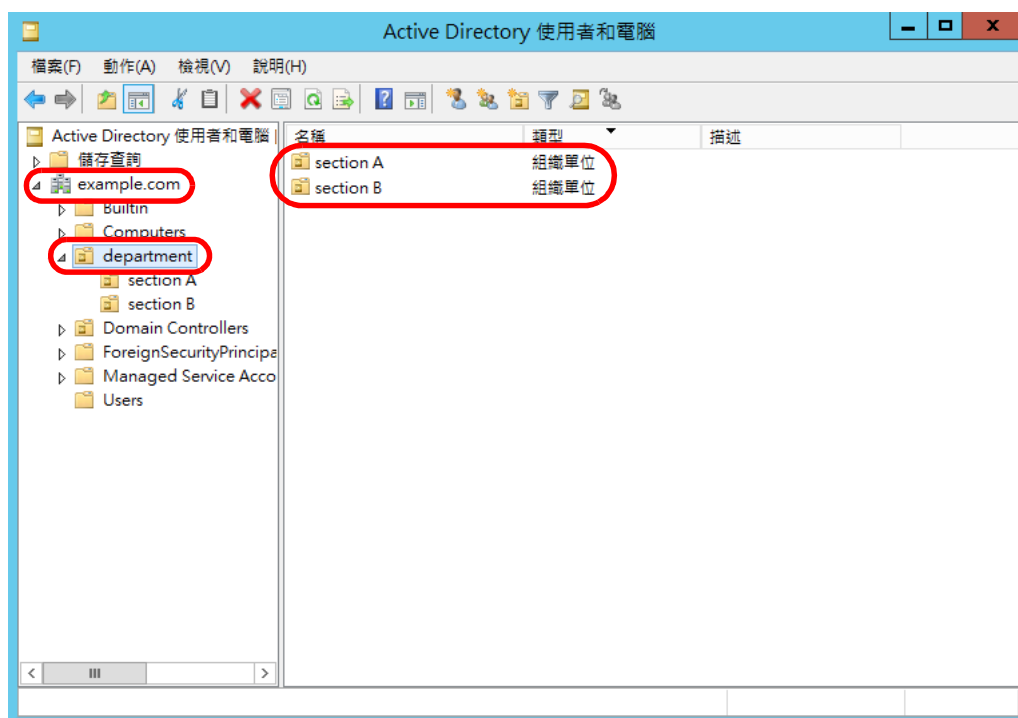 Active Directory 使用者和電腦
檔案(F) 動作(A) 檢視(V) 說明(H)
Active Directory 使用者和電腦
儲存查詢
example.com
Builtin
Computers
department
section A
section B
Domain Controllers
ForeignSecurityPrincipa
Managed Service Acco
Users
名稱 類型 描述
section A 組織單位
section B 組織單位